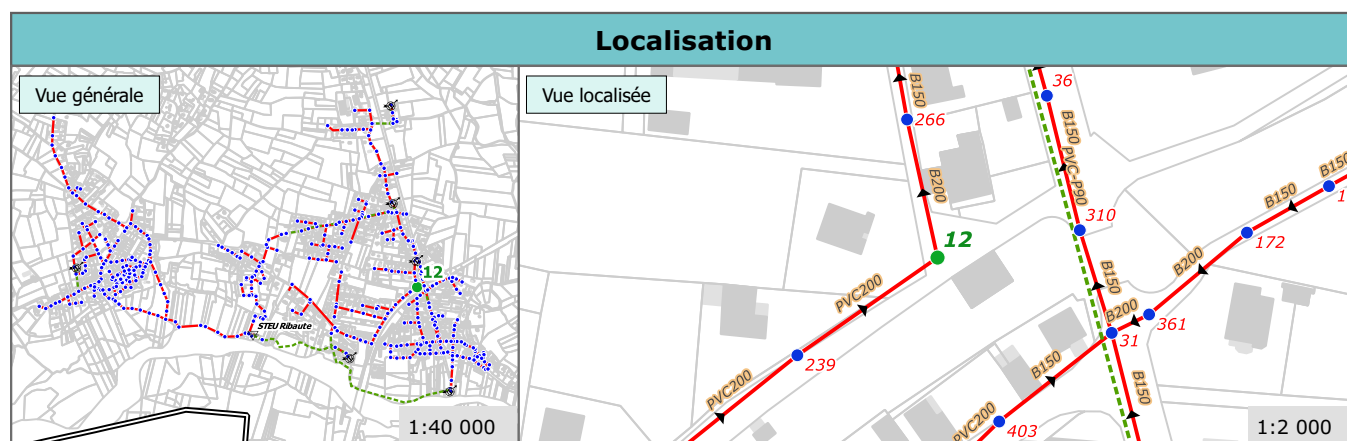 Localisation
Vue générale
12
STEU Ribaute
1:40 000
Vue localisée
36
B150
266
B150
PVC-P90
B200
B150
B150
310
172
12
B200
PVC200
B150
B200
361
31
239
B150
PVC200
B150
PVC200
403
1:2 000